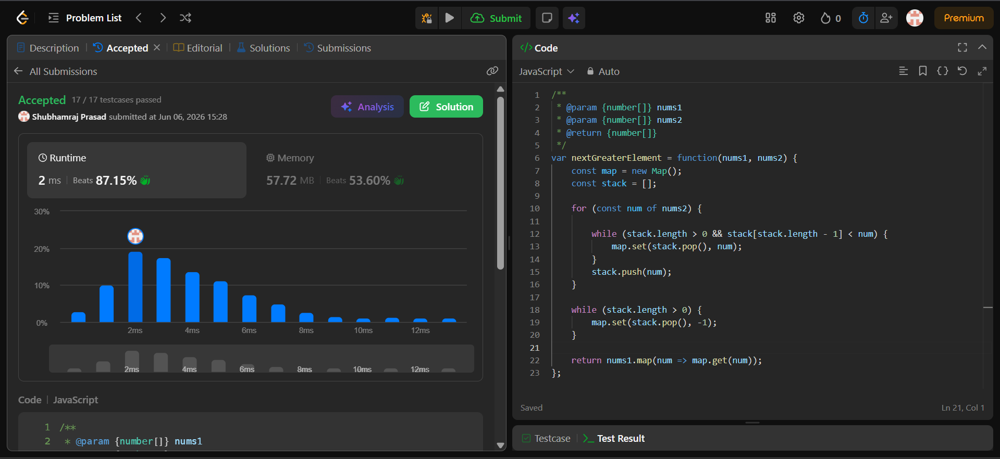 Problem List
Submit
0
Premium
Description
Accepted
Editorial
Solutions
Submissions
All Submissions
Accepted 17 / 17 testcases passed
Shubhamraj Prasad submitted at Jun 06, 2026 15:28
Analysis
Solution
Runtime
2 ms | Beats 87.15%
Memory
57.72 MB | Beats 53.60%
30%
20%
10%
0%
2ms 4ms 6ms 8ms 10ms 12ms
2ms 4ms 6ms 8ms 10ms 12ms
Code | JavaScript
1 /**
2 * @param {number[]} nums1
</> Code
JavaScript Auto
1 /**
2 * @param {number[]} nums1
3 * @param {number[]} nums2
4 * @return {number[]}
5 */
6 var nextGreaterElement = function(nums1, nums2) {
7 const map = new Map();
8 const stack = [];
9
10 for (const num of nums2) {
11
12 while (stack.length > 0 && stack[stack.length - 1] < num) {
13 map.set(stack.pop(), num);
14 }
15 stack.push(num);
16 }
17
18 while (stack.length > 0) {
19 map.set(stack.pop(), -1);
20 }
21
22 return nums1.map(num => map.get(num));
23 };
Saved
Ln 21, Col 1
Testcase
Test Result